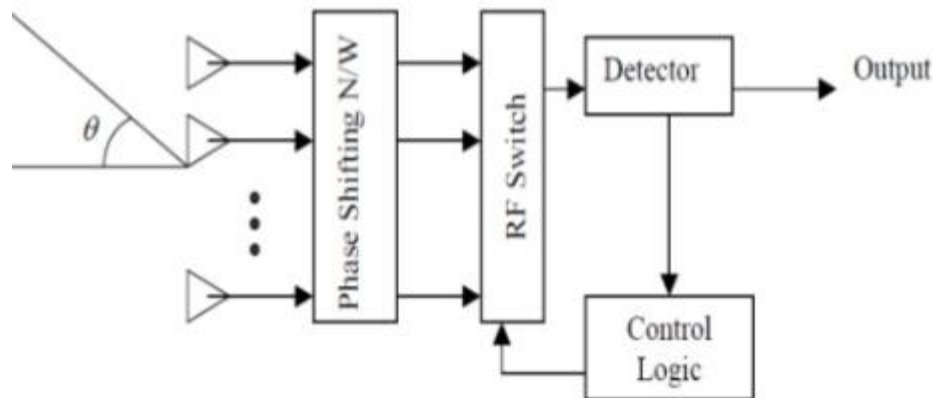 θ
Phase Shifting N/W
RF Switch
Detector
Output
Control
Logic